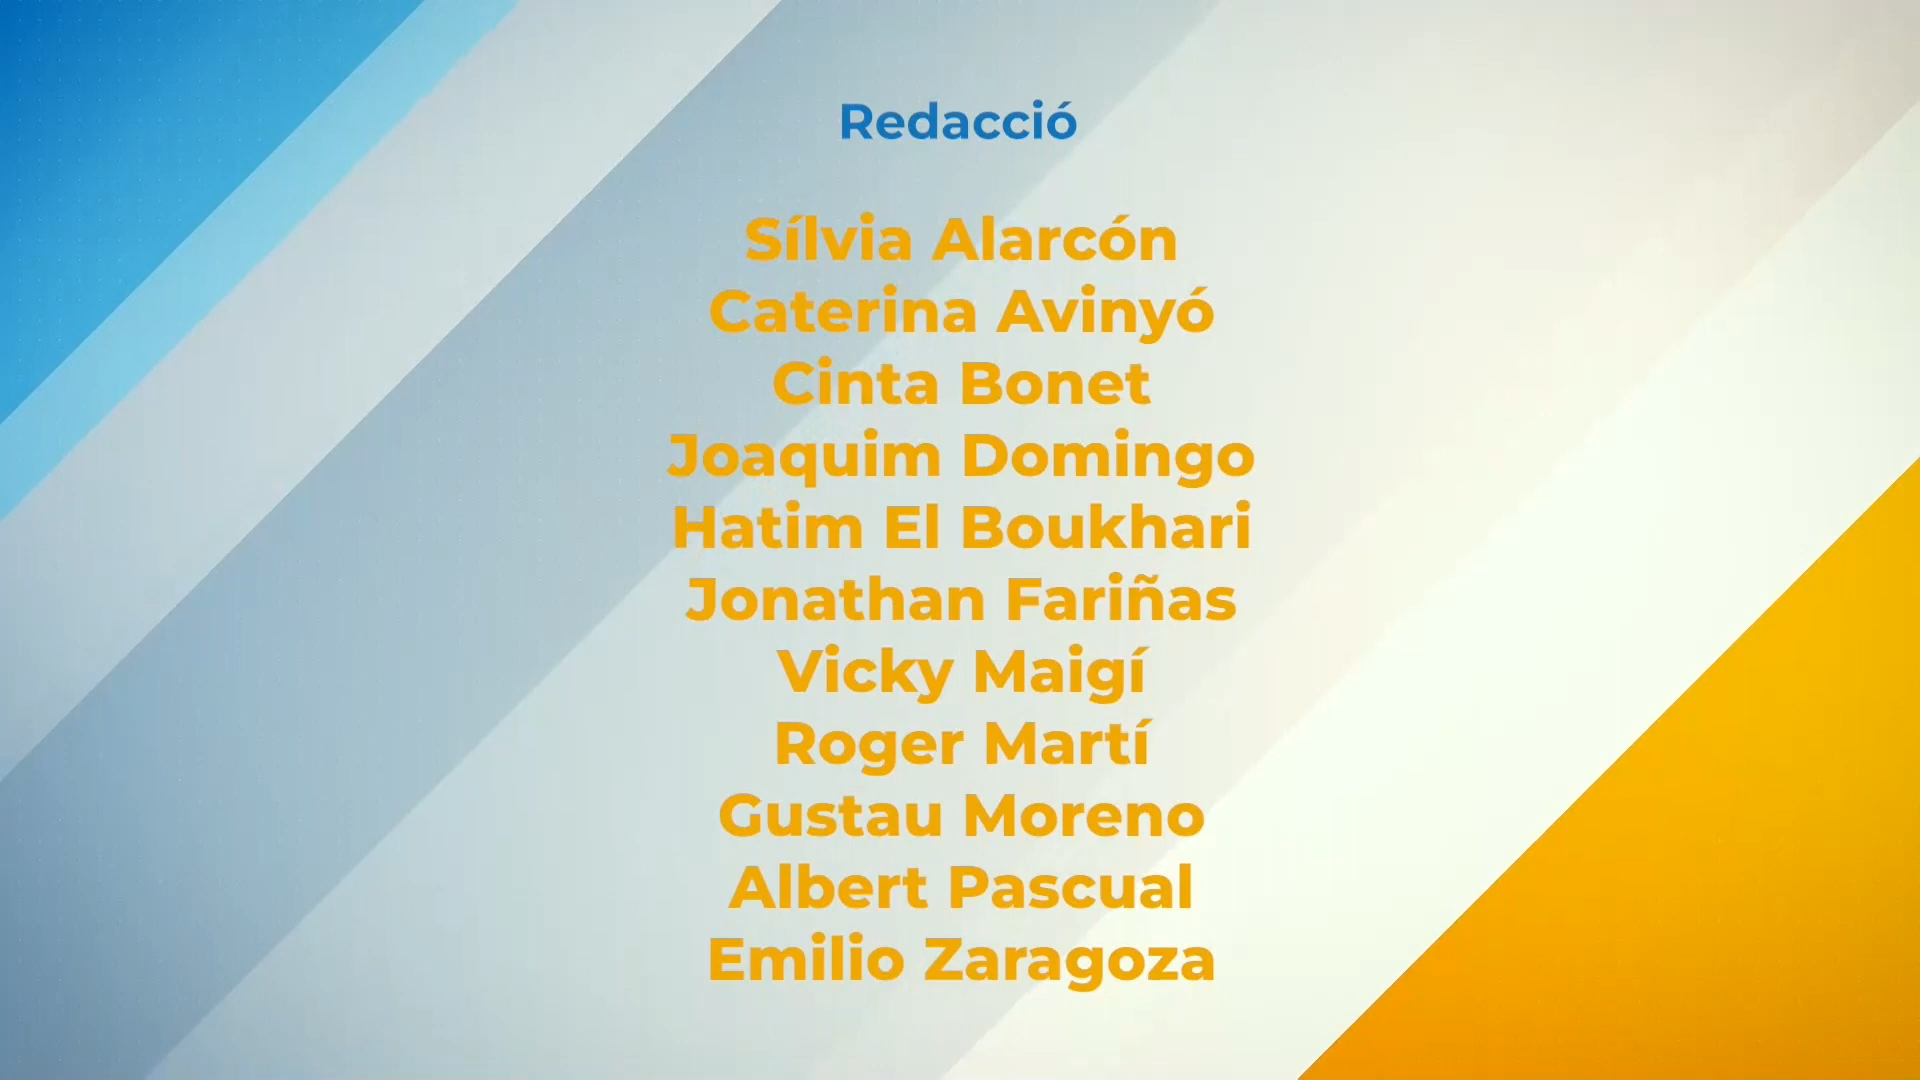 Redacció
Sílvia Alarcón
Caterina Avinyó
Cinta Bonet
Joaquim Domingo
Hatim El Boukhari
Jonathan Fariñas
Vicky Maigí
Roger Martí
Gustau Moreno
Albert Pascual
Emilio Zaragoza